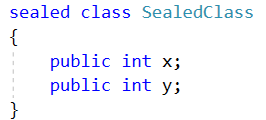 sealed class SealedClass
{
    public int x;
    public int y;
}